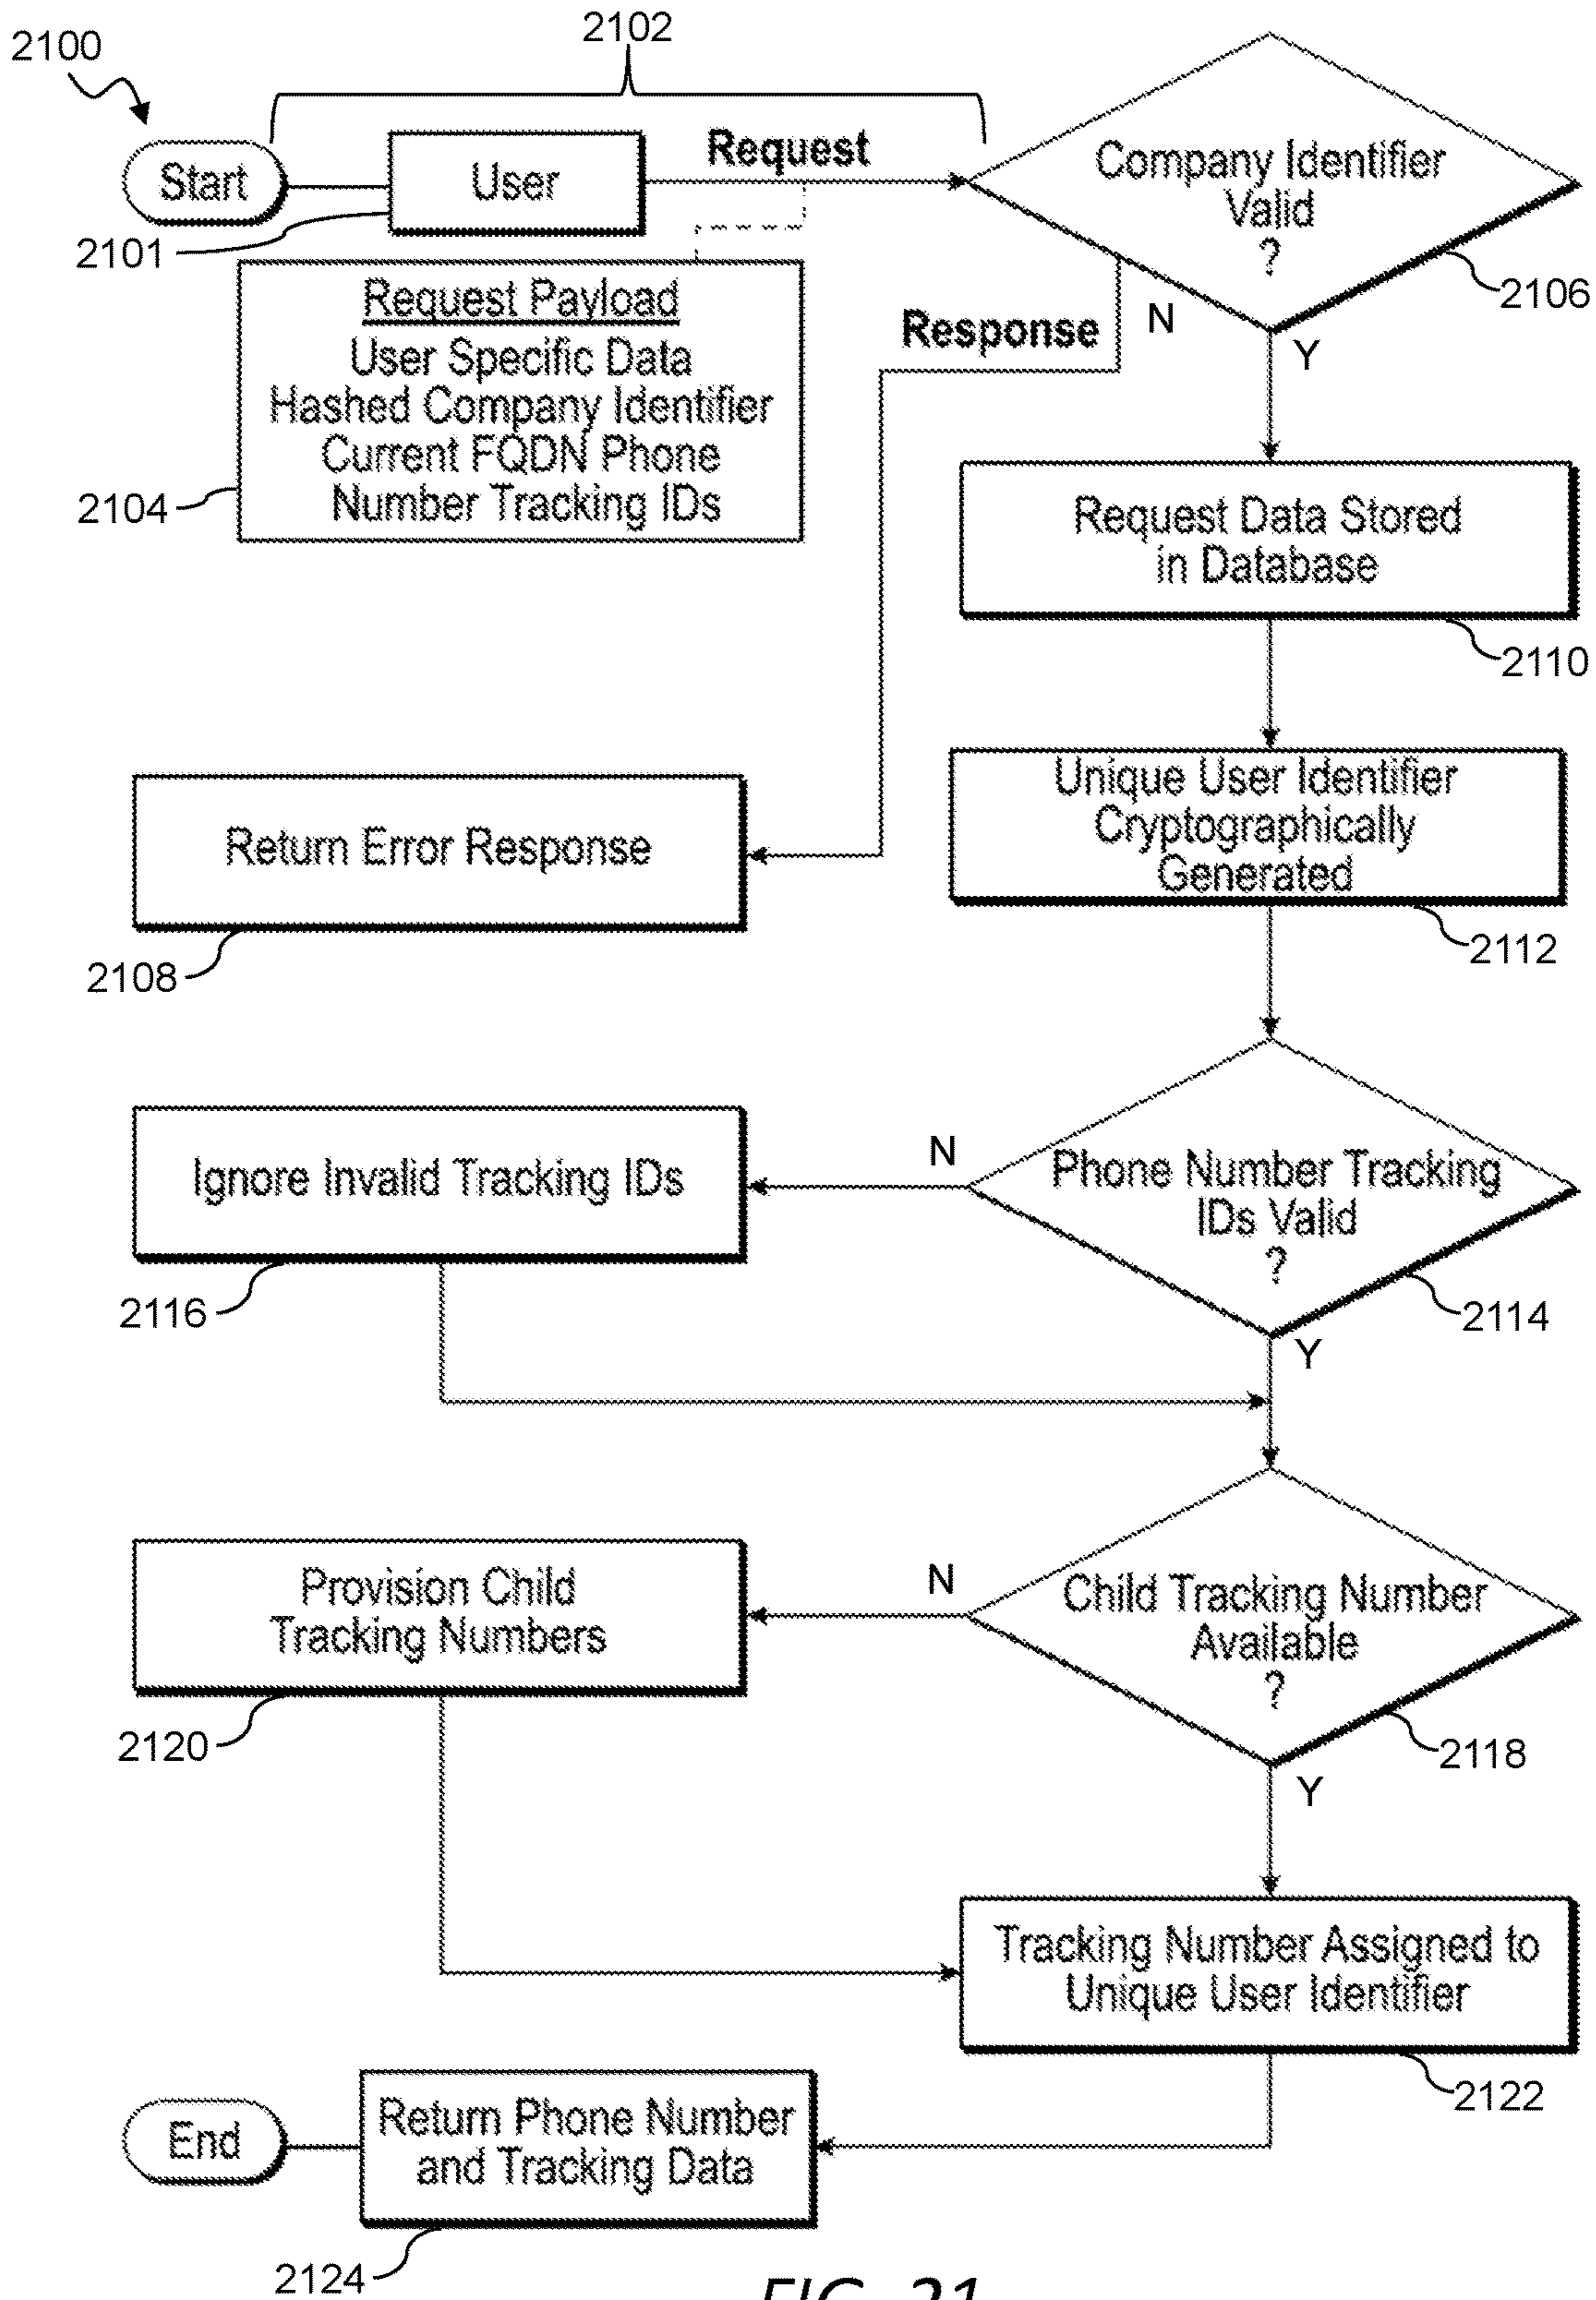 2100
2102
Start
User
Request
2101
Company Identifier
Valid
?
2106
Request Payload
User Specific Data
Hashed Company Identifier
Current FQDN Phone
Number Tracking IDs
2104
Response
N
Y
Request Data Stored
in Database
2110
Return Error Response
2108
Unique User Identifier
Cryptographically
Generated
2112
Ignore Invalid Tracking IDs
2116
N
Phone Number Tracking
IDs Valid
?
2114
Y
Provision Child
Tracking Numbers
2120
N
Child Tracking Number
Available
?
2118
Y
Tracking Number Assigned to
Unique User Identifier
2122
End
Return Phone Number
and Tracking Data
2124
FIG. 21